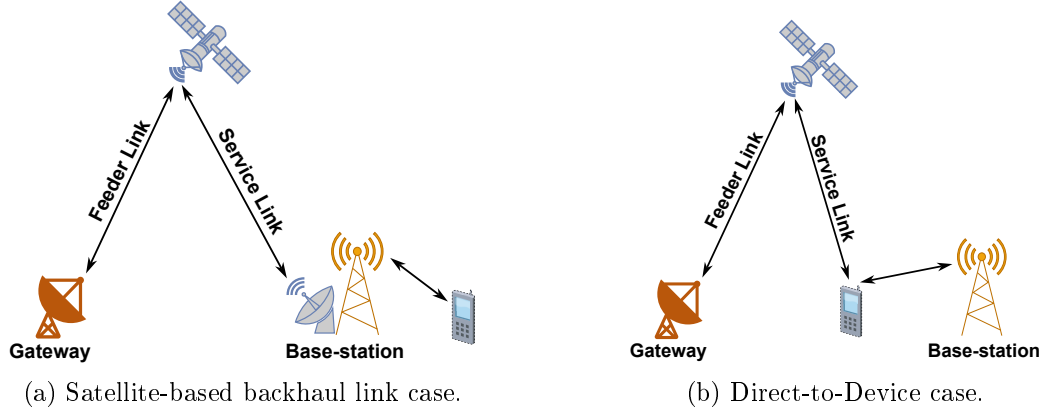 Feeder Link
Service Link
Gateway
Base-station
(a) Satellite-based backhaul link case.
Feeder Link
Service Link
Gateway
Base-station
(b) Direct-to-Device case.